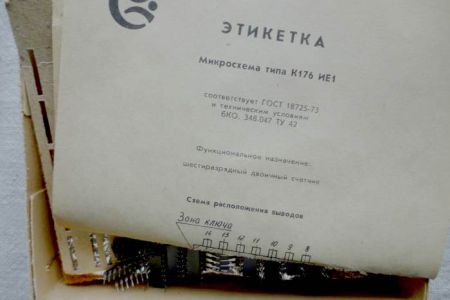 ЭТИКЕТКА
Микросхема типа К176 ИЕ1
соответствует ГОСТ 18725-73
и техническим условиям
бКО. 348.047 ТУ 42
Функциональное назначение:
шестиразрядный двоичный счетчик
Схема расположения выводов
Зона ключа
14 13 12 11 10 9 8